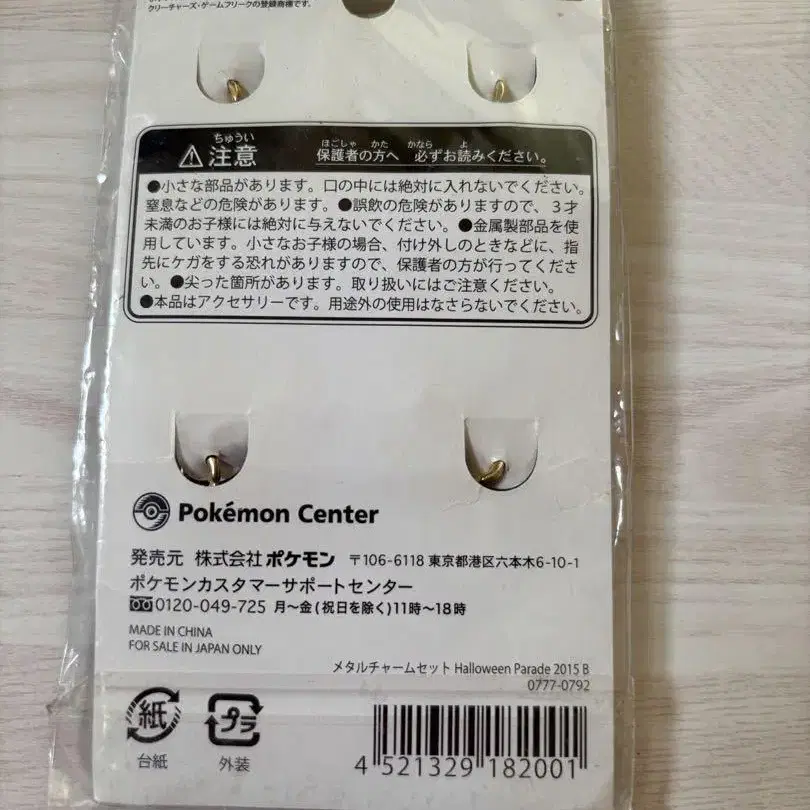 クリーチャーズ・ゲームフリークの登録商標です。
ちゅうい
注意
ほごしゃ かた かなら よ
保護者の方へ 必ずお読みください。
●小さな部品があります。口の中には絶対に入れないでください。
窒息などの危険があります。●誤飲の危険がありますので、3才
未満のお子様には絶対に与えないでください。●金属製部品を使
用しています。小さなお子様の場合、付け外しのときなどに、指
先にケガをする恐れがありますので、保護者の方が行ってくださ
い。●尖った箇所があります。取り扱いにはご注意ください。
●本品はアクセサリーです。用途外の使用はなさらないでください。
Pokémon Center
発売元 株式会社ポケモン 〒106-6118 東京都港区六本木6-10-1
ポケモンカスタマーサポートセンター
0120-049-725 月～金(祝日を除く)11時～18時
MADE IN CHINA
FOR SALE IN JAPAN ONLY
メタルチャームセット Halloween Parade 2015 B
0777-0792
紙
台紙
プラ
外装
4 521329 182001